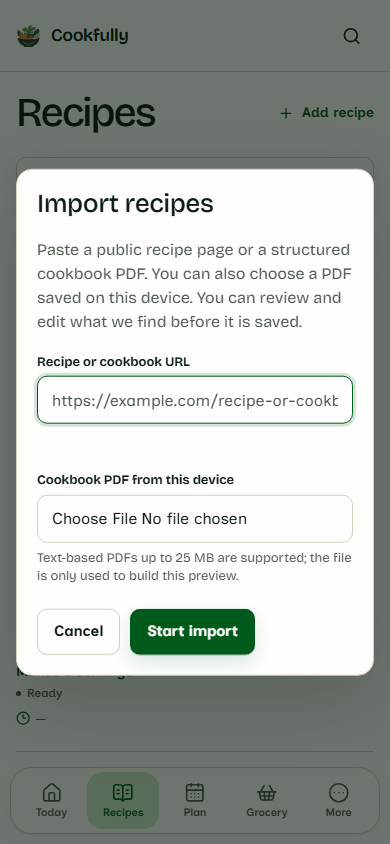 Cookfully
Recipes
Add recipe
Import recipes
Paste a public recipe page or a structured
cookbook PDF. You can also choose a PDF
saved on this device. You can review and
edit what we find before it is saved.
Recipe or cookbook URL
https://example.com/recipe-or-cookb
Cookbook PDF from this device
Choose File No file chosen
Text-based PDFs up to 25 MB are supported; the file
is only used to build this preview.
Cancel
Start import
Ready
—
Today
Recipes
Plan
Grocery
More